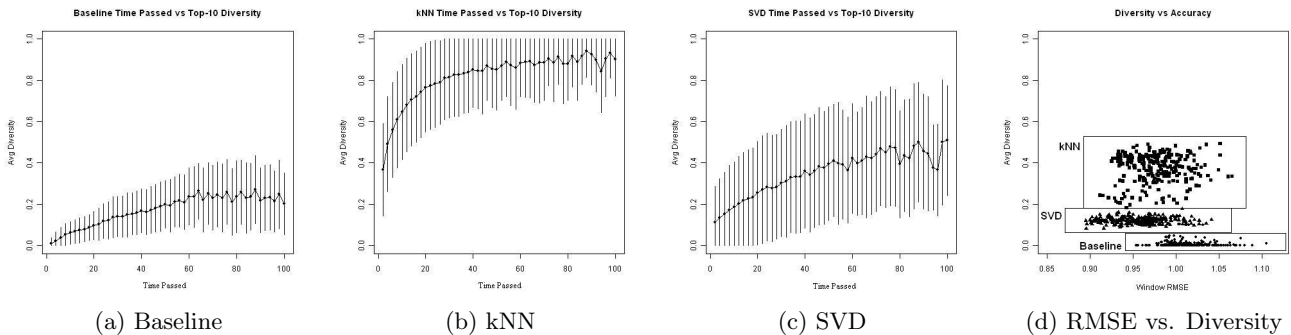 Baseline Time Passed vs Top-10 Diversity
Avg Diversity
1.0
0.8
0.6
0.4
0.2
0.0
0 20 40 60 80 100
Time Passed
(a) Baseline
kNN Time Passed vs Top-10 Diversity
Avg Diversity
1.0
0.8
0.6
0.4
0.2
0.0
0 20 40 60 80 100
Time Passed
(b) kNN
SVD Time Passed vs Top-10 Diversity
Avg Diversity
1.0
0.8
0.6
0.4
0.2
0.0
0 20 40 60 80 100
Time Passed
(c) SVD
Diversity vs Accuracy
Avg Diversity
1.0
0.8
0.6
0.4
0.2
0.0
kNN
SVD
Baseline
0.85 0.90 0.95 1.00 1.05 1.10
Window RMSE
(d) RMSE vs. Diversity